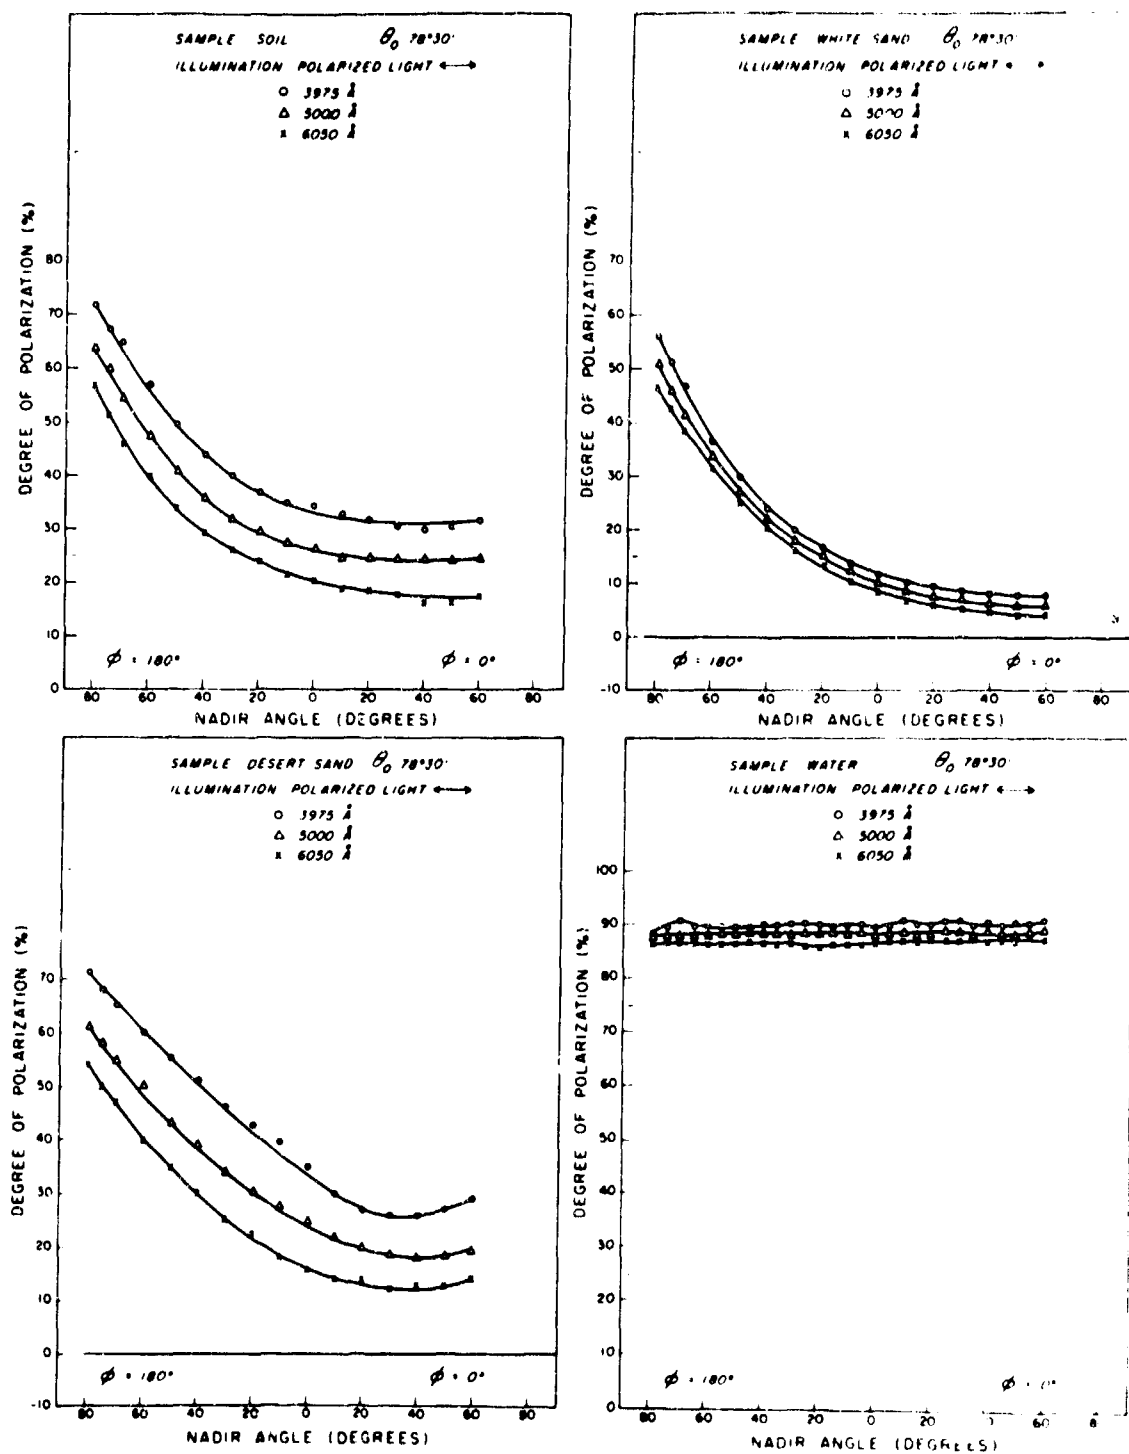 SAMPLE SOIL θ₀ 78°30'
ILLUMINATION POLARIZED LIGHT ↔
o 3975 Å
△ 5000 Å
x 6050 Å
DEGREE OF POLARIZATION (%)
80
70
60
50
40
30
20
10
0
ϕ = 180° ϕ = 0°
80 60 40 20 0 20 40 60 80
NADIR ANGLE (DEGREES)
SAMPLE WHITE SAND θ₀ 78°30'
ILLUMINATION POLARIZED LIGHT
o 3975 Å
△ 5000 Å
x 6050 Å
DEGREE OF POLARIZATION (%)
70
60
50
40
30
20
10
0
-10
ϕ = 180° ϕ = 0°
80 60 40 20 0 20 40 60 80
NADIR ANGLE (DEGREES)
SAMPLE DESERT SAND θ₀ 78°30'
ILLUMINATION POLARIZED LIGHT ↔
o 3975 Å
△ 5000 Å
x 6050 Å
DEGREE OF POLARIZATION (%)
70
60
50
40
30
20
10
0
-10
ϕ = 180° ϕ = 0°
80 60 40 20 0 20 40 60 80
NADIR ANGLE (DEGREES)
SAMPLE WATER θ₀ 78°30'
ILLUMINATION POLARIZED LIGHT ↔
o 3975 Å
△ 5000 Å
x 6050 Å
DEGREE OF POLARIZATION (%)
100
90
80
70
60
50
40
30
20
10
0
ϕ = 180° ϕ = 0°
80 60 40 20 0 20 60
NADIR ANGLE (DEGREES)